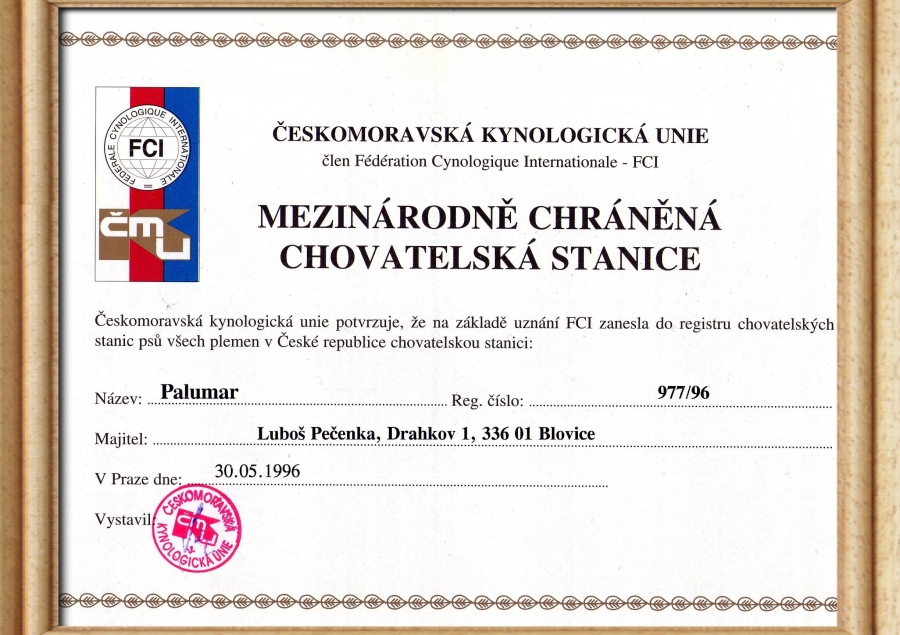 FÉDERALE CYNOLOGIQUE INTERNATIONALE
FCI
čmu
ČESKOMORAVSKÁ KYNOLOGICKÁ UNIE
člen Fédération Cynologique Internationale - FCI
MEZINÁRODNĚ CHRÁNĚNÁ
CHOVATELSKÁ STANICE
Českomoravská kynologická unie potvrzuje, že na základě uznání FCI zanesla do registru chovatelských
stanic psů všech plemen v České republice chovatelskou stanici:
Název: Palumar Reg. číslo: 977/96
Majitel: Luboš Pečenka, Drahkov 1, 336 01 Blovice
V Praze dne: 30.05.1996
Vystavil:
ČESKOMORAVSKÁ
čmu
KYNOLOGICKÁ UNIE